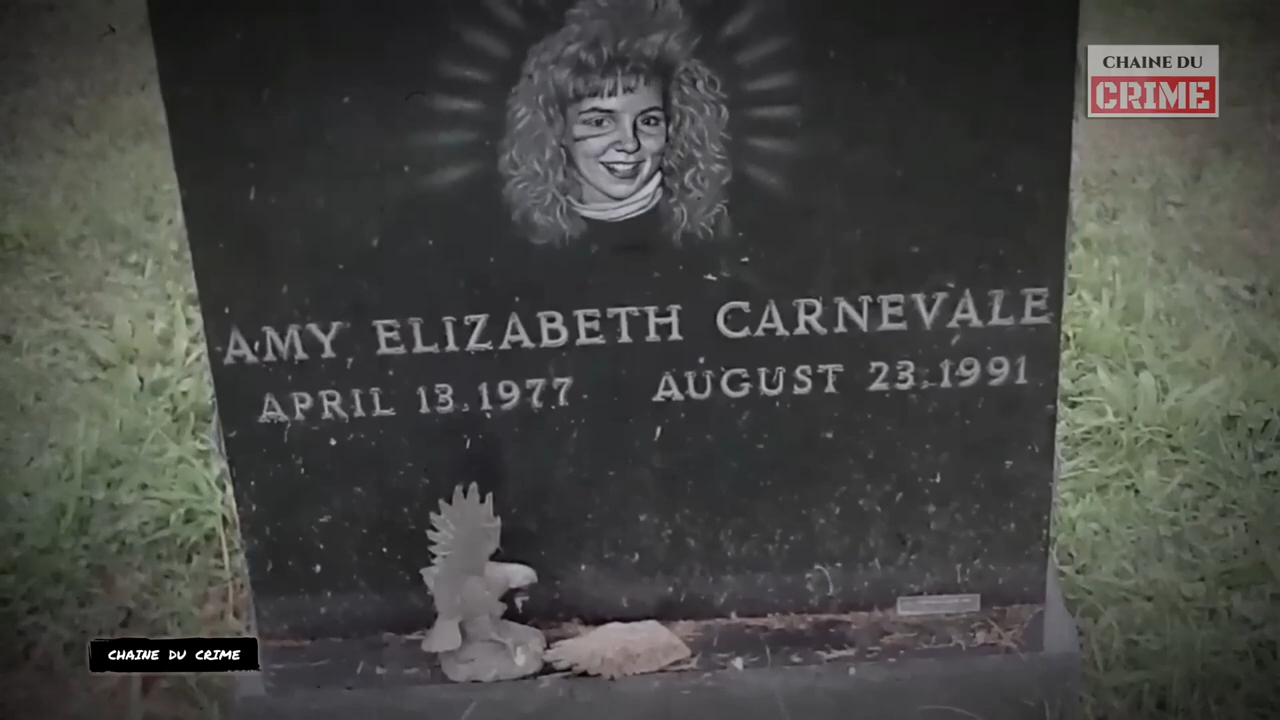 CHAINE DU
CRIME
AMY ELIZABETH CARNEVALE
APRIL 13.1977 AUGUST 23.1991
CHAINE DU CRIME